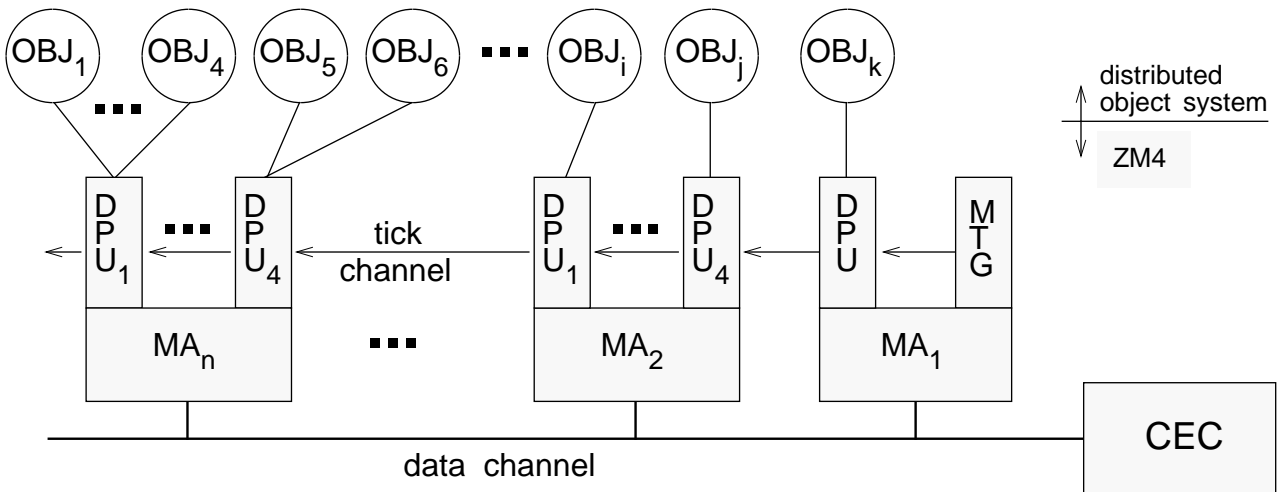 OBJ1 OBJ4 OBJ5 OBJ6 OBJi OBJj OBJk
distributed
object system
ZM4
DPU1 DPU4 DPU1 DPU4 DPU MTG
tick
channel
MAn MA2 MA1
CEC
data channel